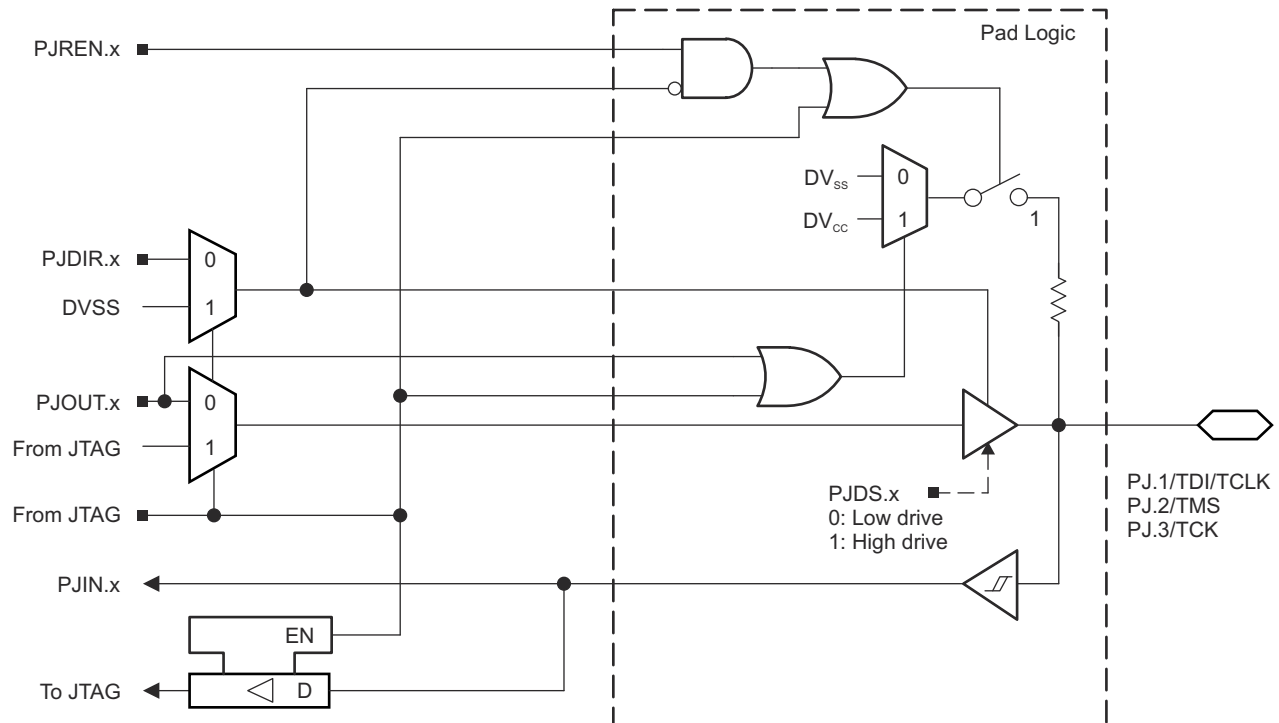 Pad Logic
PJREN.x
DVSS
0
DVCC
1
1
PJDIR.x
0
DVSS
1
PJOUT.x
0
From JTAG
1
PJDS.x
0: Low drive
1: High drive
PJ.1/TDI/TCLK
PJ.2/TMS
PJ.3/TCK
From JTAG
PJIN.x
EN
To JTAG
D